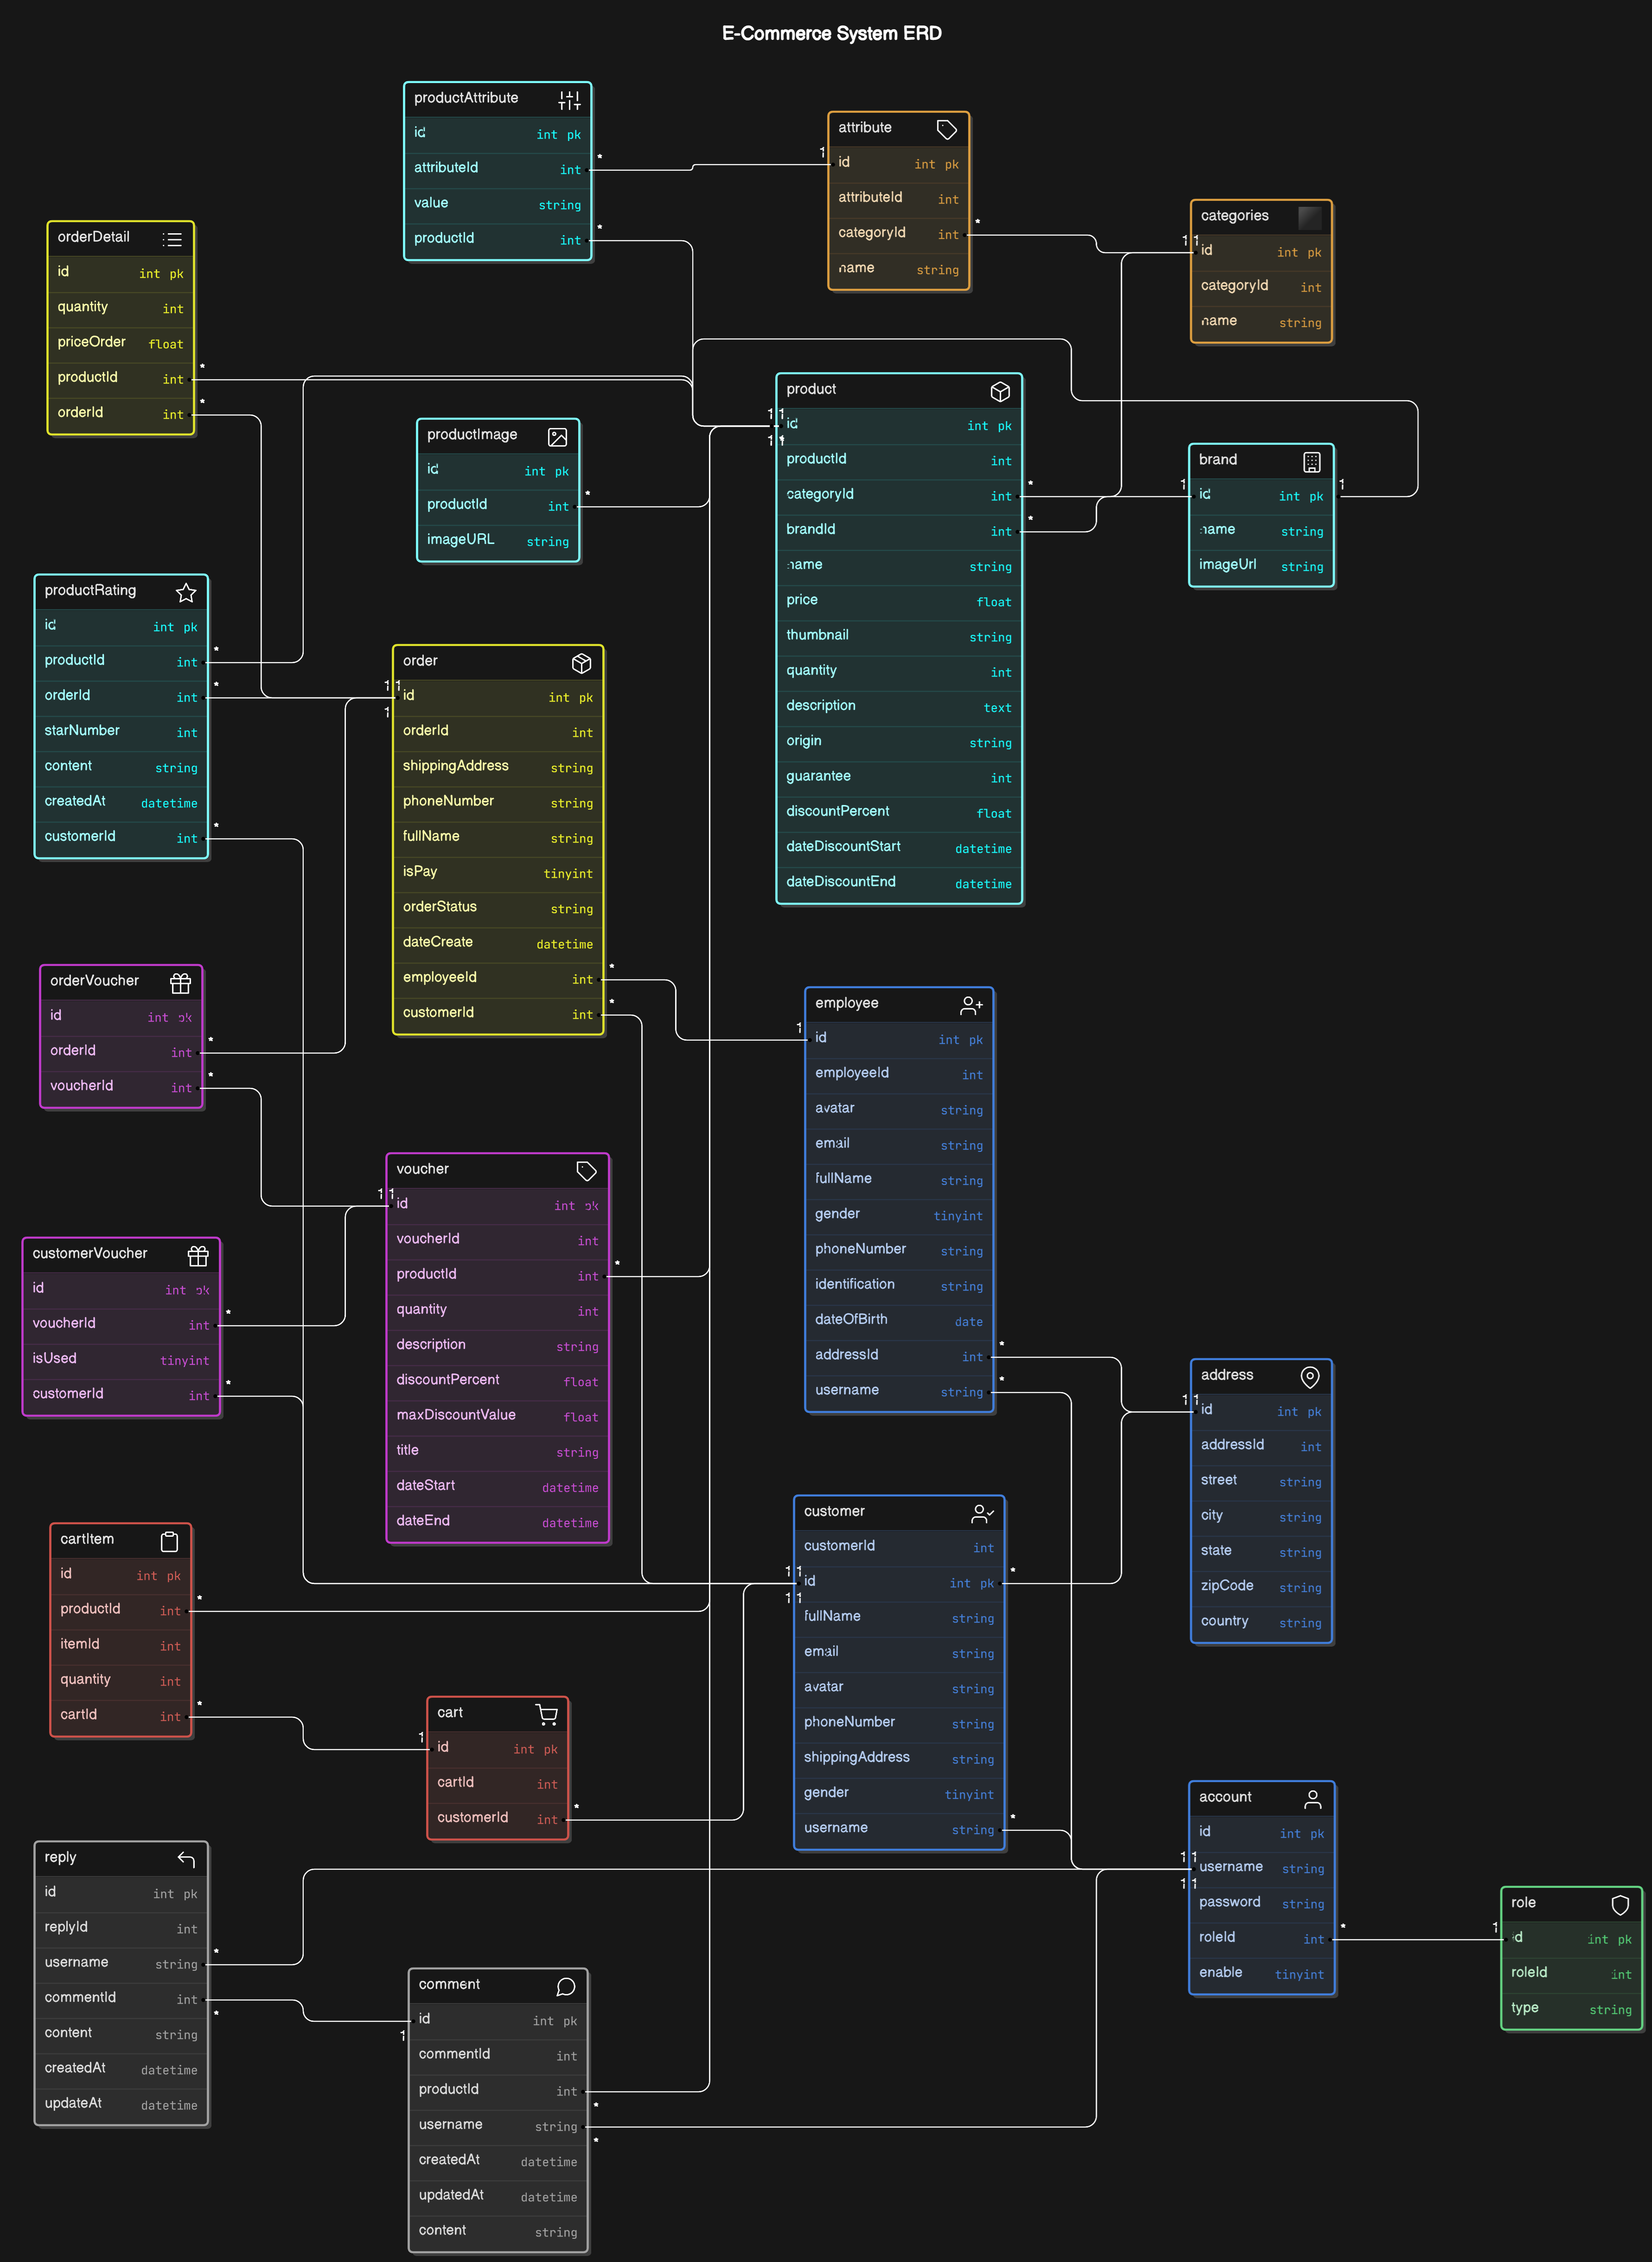 E-Commerce System ERD
productAttribute
id int pk
attributeId int
value string
productId int
attribute
id int pk
attributeId int
categoryId int
name string
categories
id int pk
categoryId int
name string
orderDetail
id int pk
quantity int
priceOrder float
productId int
orderId int
productImage
id int pk
productId int
imageURL string
product
id int pk
productId int
categoryId int
brandId int
name string
price float
thumbnail string
quantity int
description text
origin string
guarantee int
discountPercent float
dateDiscountStart datetime
dateDiscountEnd datetime
brand
id int pk
name string
imageUrl string
productRating
id int pk
productId int
orderId int
starNumber int
content string
createdAt datetime
customerId int
order
id int pk
orderId int
shippingAddress string
phoneNumber string
fullName string
isPay tinyint
orderStatus string
dateCreate datetime
employeeId int
customerId int
orderVoucher
id int pk
orderId int
voucherId int
employee
id int pk
employeeId int
avatar string
email string
fullName string
gender tinyint
phoneNumber string
identification string
dateOfBirth date
addressId int
username string
voucher
id int pk
voucherId int
productId int
quantity int
description string
discountPercent float
maxDiscountValue float
title string
dateStart datetime
dateEnd datetime
customerVoucher
id int pk
voucherId int
isUsed tinyint
customerId int
address
id int pk
addressId int
street string
city string
state string
zipCode string
country string
customer
customerId int
id int pk
fullName string
email string
avatar string
phoneNumber string
shippingAddress string
gender tinyint
username string
cartItem
id int pk
productId int
itemId int
quantity int
cartId int
cart
id int pk
cartId int
customerId int
account
id int pk
username string
password string
roleId int
enable tinyint
role
id int pk
roleId int
type string
reply
id int pk
replyId int
username string
commentId int
content string
createdAt datetime
updateAt datetime
comment
id int pk
commentId int
productId int
username string
createdAt datetime
updatedAt datetime
content string